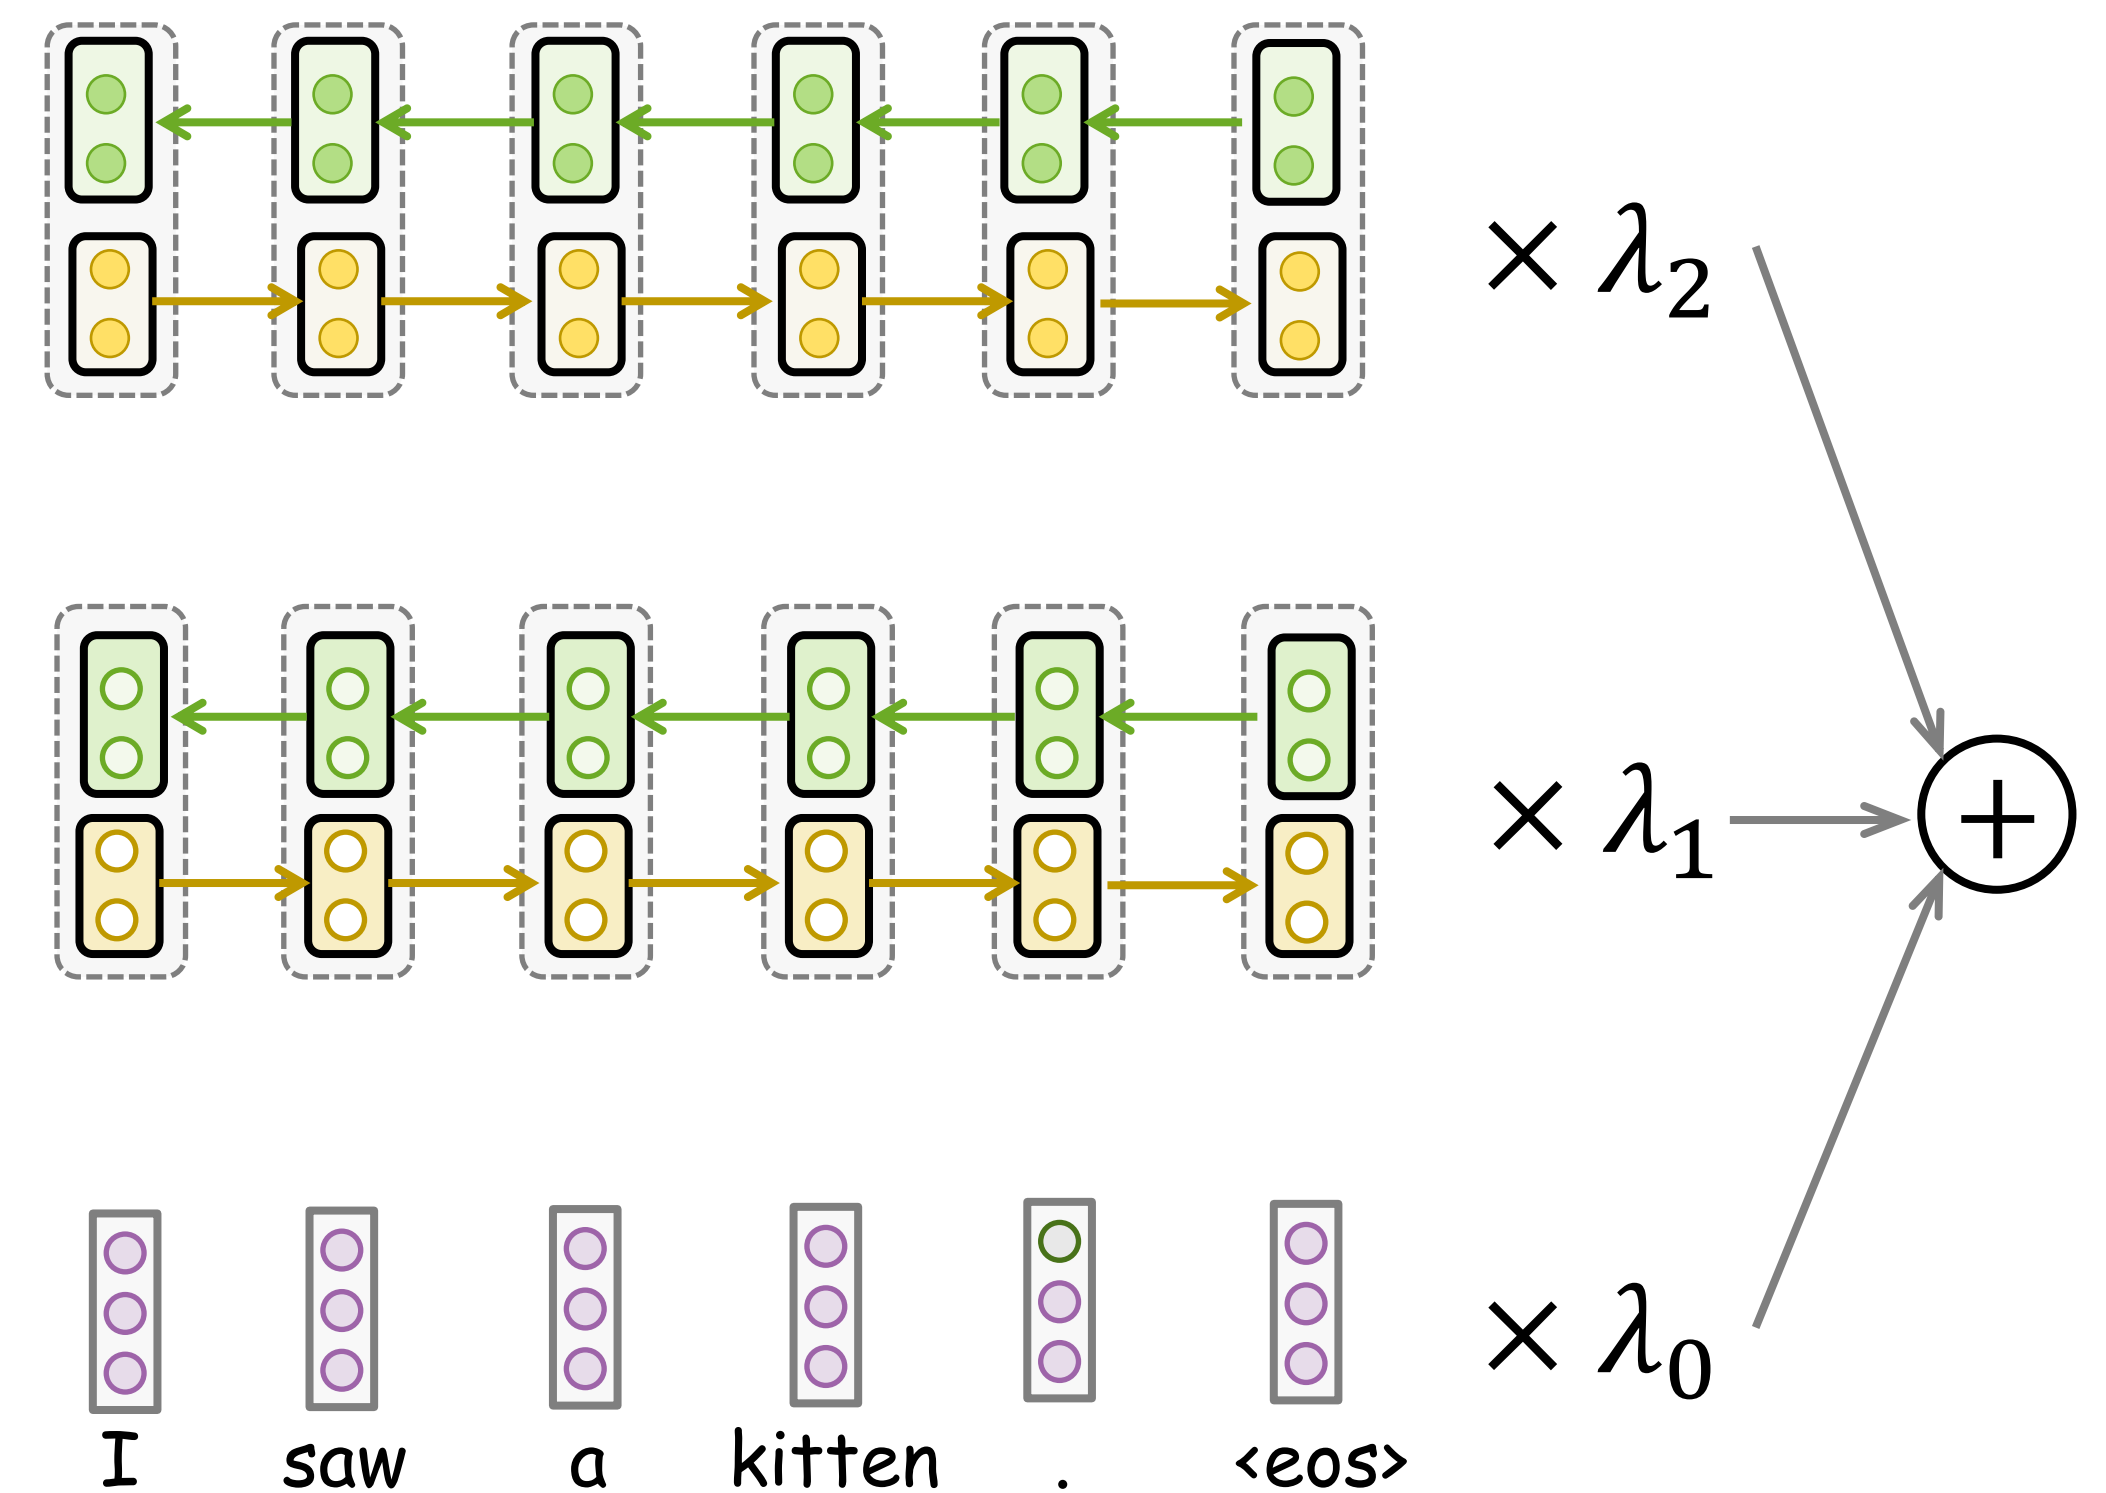 × λ₂
× λ₁
+
× λ₀
I saw a kitten . <eos>